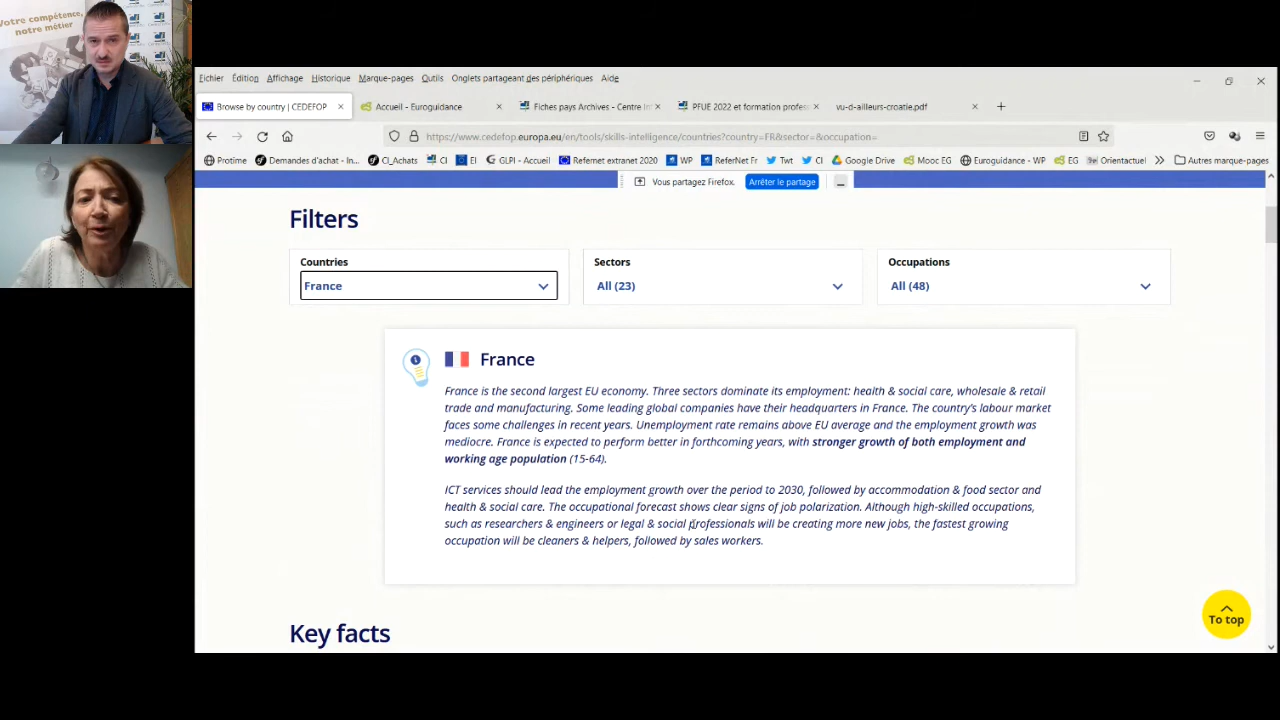 Votre compétence,
notre métier
Fichier Édition Affichage Historique Marque-pages Outils Onglets partageant des périphériques Aide
Browse by country | CEDEFOP
Accueil - Euroguidance
Fiches pays Archives - Centre In
PFUE 2022 et formation profess
vu-d-ailleurs-croatie.pdf
https://www.cedefop.europa.eu/en/tools/skills-intelligence/countries?country=FR&sector=&occupation=
Protime Demandes d'achat - In... CI_Achats CI EI GLPI - Accueil Refernet extranet 2020 WP ReferNet Fr Twt CI Google Drive Mooc EG Euroguidance - WP EG Orientactuel Autres marque-pages
Vous partagez Firefox. Arrêter le partage
Filters
Countries
France
Sectors
All (23)
Occupations
All (48)
France
France is the second largest EU economy. Three sectors dominate its employment: health & social care, wholesale & retail
trade and manufacturing. Some leading global companies have their headquarters in France. The country's labour market
faces some challenges in recent years. Unemployment rate remains above EU average and the employment growth was
mediocre. France is expected to perform better in forthcoming years, with stronger growth of both employment and
working age population (15-64).
ICT services should lead the employment growth over the period to 2030, followed by accommodation & food sector and
health & social care. The occupational forecast shows clear signs of job polarization. Although high-skilled occupations,
such as researchers & engineers or legal & social professionals will be creating more new jobs, the fastest growing
occupation will be cleaners & helpers, followed by sales workers.
To top
Key facts